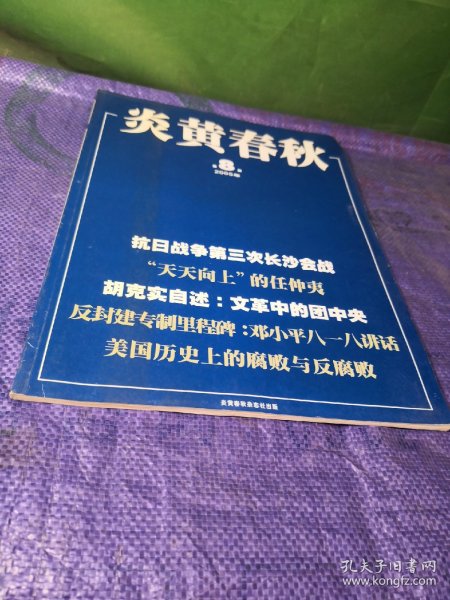 炎黄春秋
第8期
2005年
抗日战争第三次长沙会战
“天天向上”的任仲夷
胡克实自述：文革中的团中央
反封建专制里程碑：邓小平八一八讲话
美国历史上的腐败与反腐败
炎黄春秋杂志社出版
孔夫子旧书网
www.kongfz.com